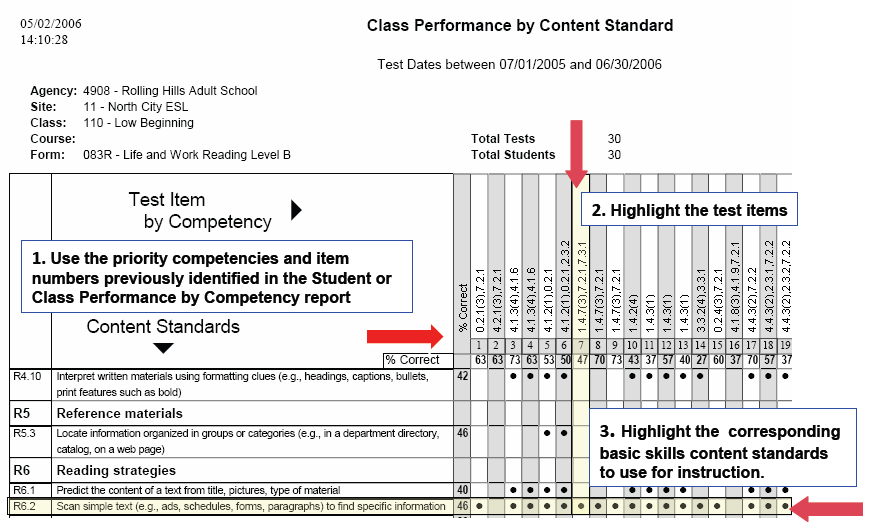 05/02/2006
14:10:28
Class Performance by Content Standard
Test Dates between 07/01/2005 and 06/30/2006
Agency: 4908 - Rolling Hills Adult School
Site: 11 - North City ESL
Class: 110 - Low Beginning
Course:
Form: 083R - Life and Work Reading Level B
Total Tests 30
Total Students 30
Test Item
by Competency
2. Highlight the test items
1. Use the priority competencies and item
numbers previously identified in the Student or
Class Performance by Competency report
Content Standards
% Correct
0.2.1(3),7.2.1
4.2.1(3),7.2.1
4.1.3(4),4.1.6
4.1.3(4),4.1.6
4.1.2(1),0.2.1
4.1.2(1),0.2.1,2.3.2
1.4.7(3),7.2.1,7.3.1
1.4.7(3),7.2.1
1.4.7(3),7.2.1
1.4.2(4)
1.4.3(1)
1.4.3(1)
1.4.3(1)
3.3.2(4),3.3.1
0.2.4(3),7.2.1
4.1.8(3),4.1.9,7.2.1
4.4.3(2),7.2.2
4.4.3(2),2.3.1,7.2.2
4.4.3(2),2.3.2,7.2.2
1 2 3 4 5 6 7 8 9 10 11 12 13 14 15 16 17 18 19
% Correct 63 63 73 63 53 50 47 70 73 43 37 57 40 27 60 37 70 57 37
R4.10 Interpret written materials using formatting clues (e.g., headings, captions, bullets, 42
print features such as bold)
R5 Reference materials
R5.3 Locate information organized in groups or categories (e.g., in a department directory, 46
catalog, on a web page)
3. Highlight the corresponding
basic skills content standards
to use for instruction.
R6 Reading strategies
R6.1 Predict the content of a text from title, pictures, type of material 40
R6.2 Scan simple text (e.g., ads, schedules, forms, paragraphs) to find specific information 46